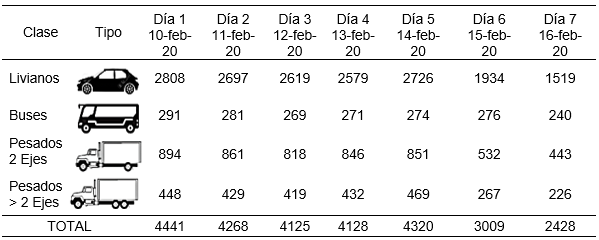 Clase Tipo Día 1 10-feb-20 Día 2 11-feb-20 Día 3 12-feb-20 Día 4 13-feb-20 Día 5 14-feb-20 Día 6 15-feb-20 Día 7 16-feb-20
Livianos 2808 2697 2619 2579 2726 1934 1519
Buses 291 281 269 271 274 276 240
Pesados 2 Ejes 894 861 818 846 851 532 443
Pesados > 2 Ejes 448 429 419 432 469 267 226
TOTAL 4441 4268 4125 4128 4320 3009 2428